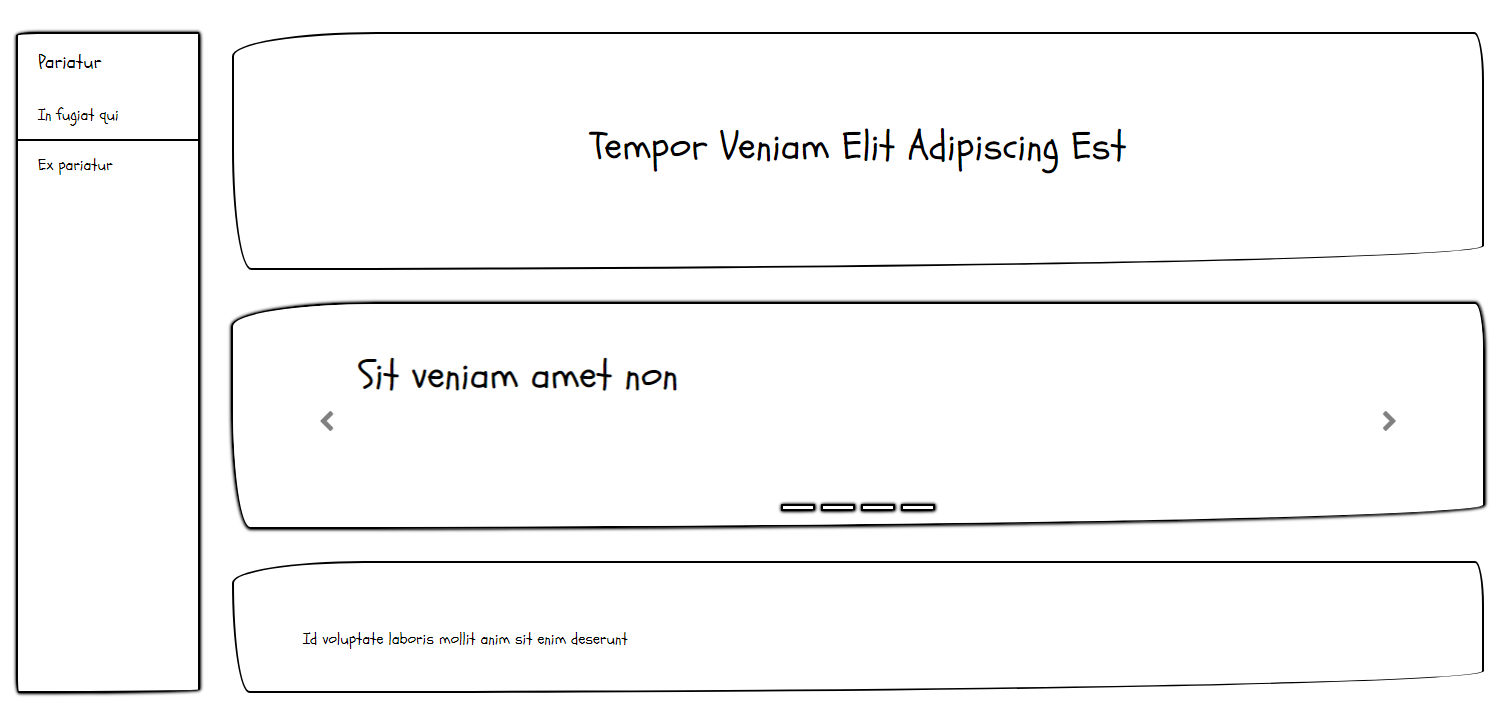 Pariatur
In fugiat qui
Ex pariatur
Tempor Veniam Elit Adipiscing Est
Sit veniam amet non
Id voluptate laboris mollit anim sit enim deserunt